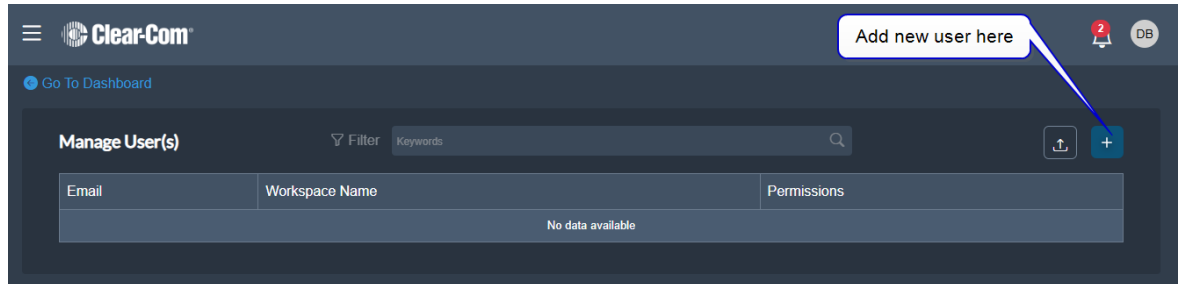 Clear-Com®
Add new user here
2
DB
Go To Dashboard
Manage User(s)
Filter
Keywords
+
Email
Workspace Name
Permissions
No data available